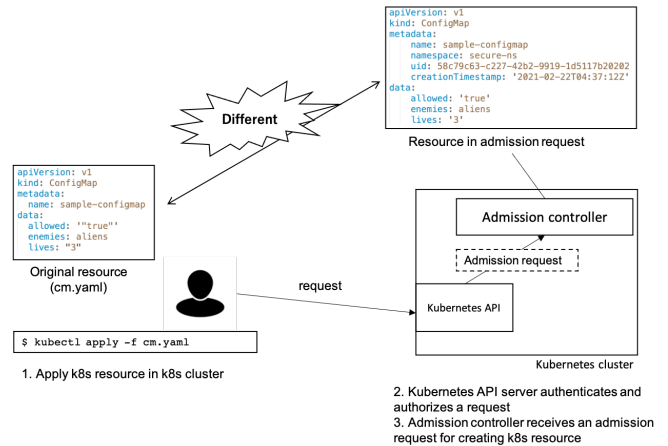 apiVersion: v1
kind: ConfigMap
metadata:
name: sample-configmap
namespace: secure-ns
uid: 58c79c63-c227-42b2-9919-1d5117b20202
creationTimestamp: '2021-02-22T04:37:12Z'
data:
allowed: 'true'
enemies: aliens
lives: '3'
Resource in admission request
Different
apiVersion: v1
kind: ConfigMap
metadata:
name: sample-configmap
data:
allowed: '"true"'
enemies: aliens
lives: "3"
Original resource
(cm.yaml)
$ kubectl apply -f cm.yaml
1. Apply k8s resource in k8s cluster
request
Admission controller
Admission request
Kubernetes API
Kubernetes cluster
2. Kubernetes API server authenticates and
authorizes a request
3. Admission controller receives an admission
request for creating k8s resource